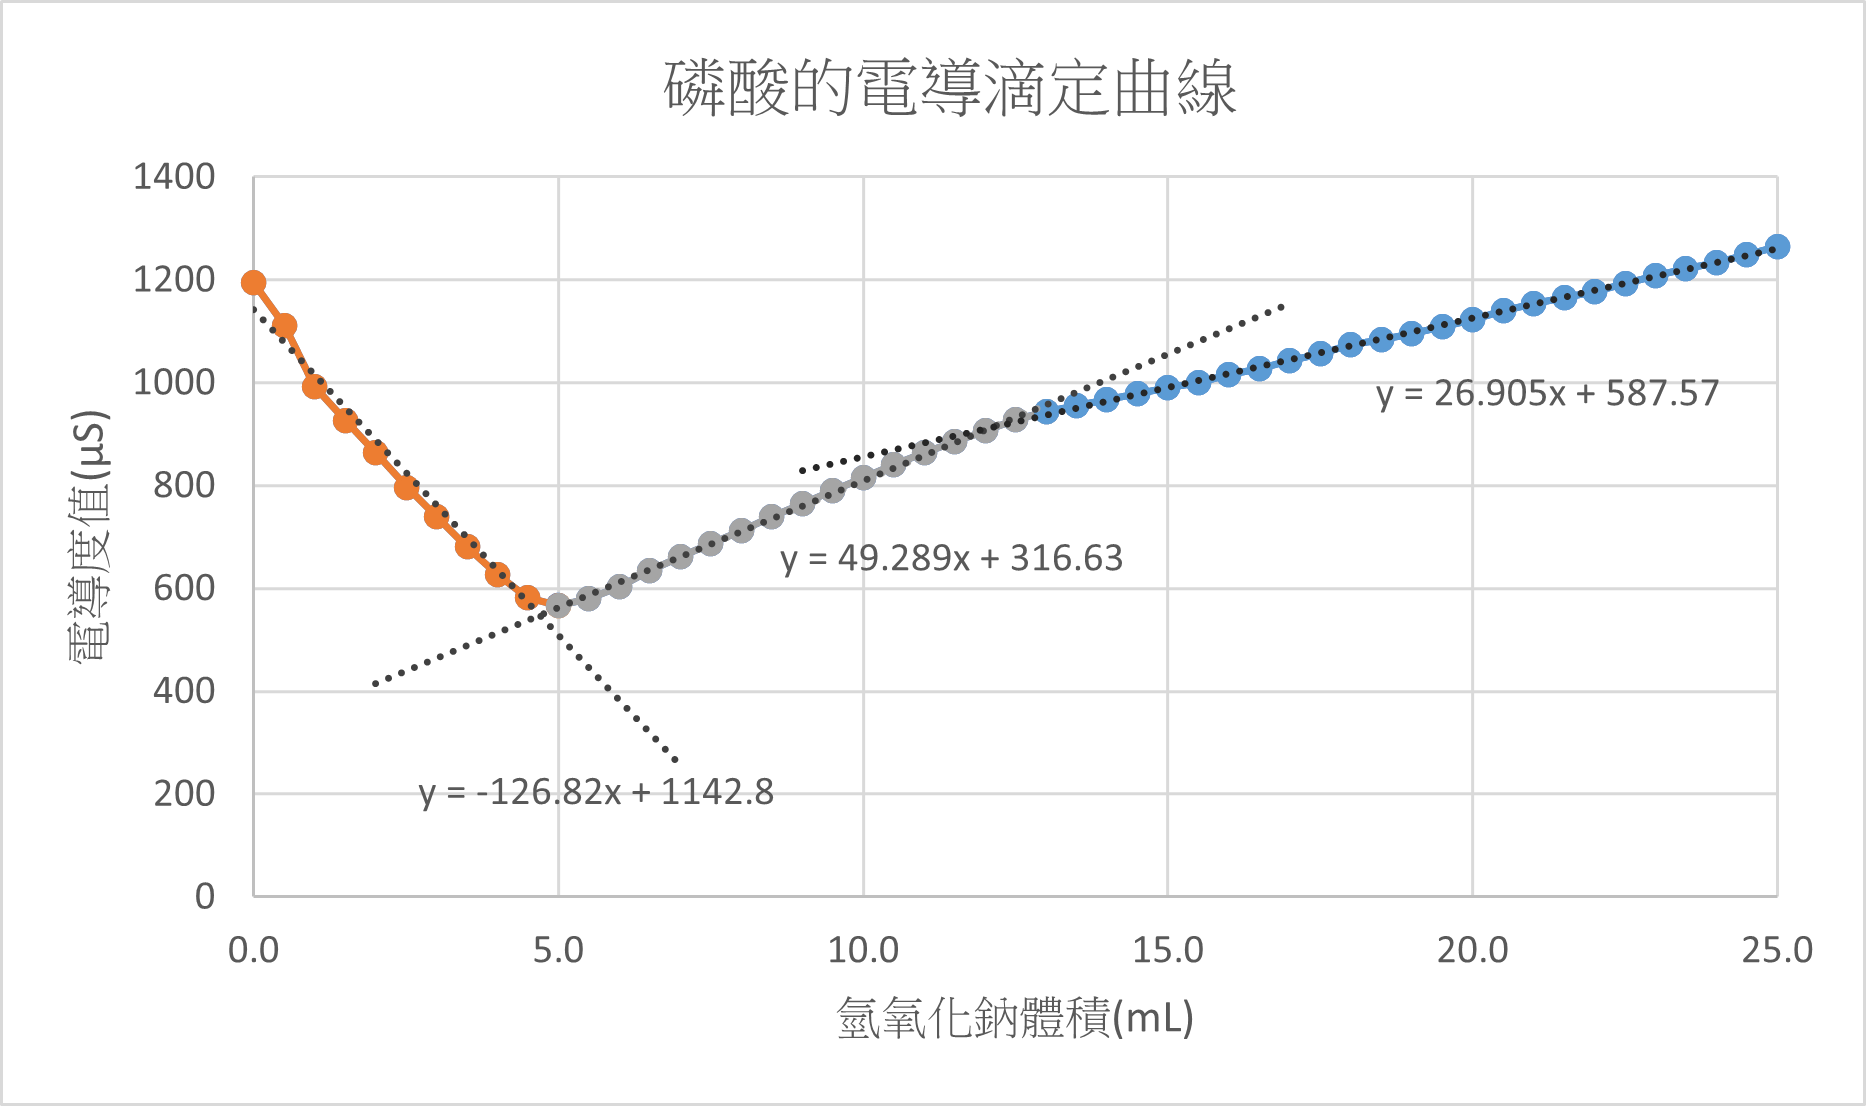 磷酸的電導滴定曲線
1400
1200
1000
800
600
400
200
0
電導度值(μS)
y = 26.905x + 587.57
y = 49.289x + 316.63
y = -126.82x + 1142.8
0.0 5.0 10.0 15.0 20.0 25.0
氫氧化鈉體積(mL)